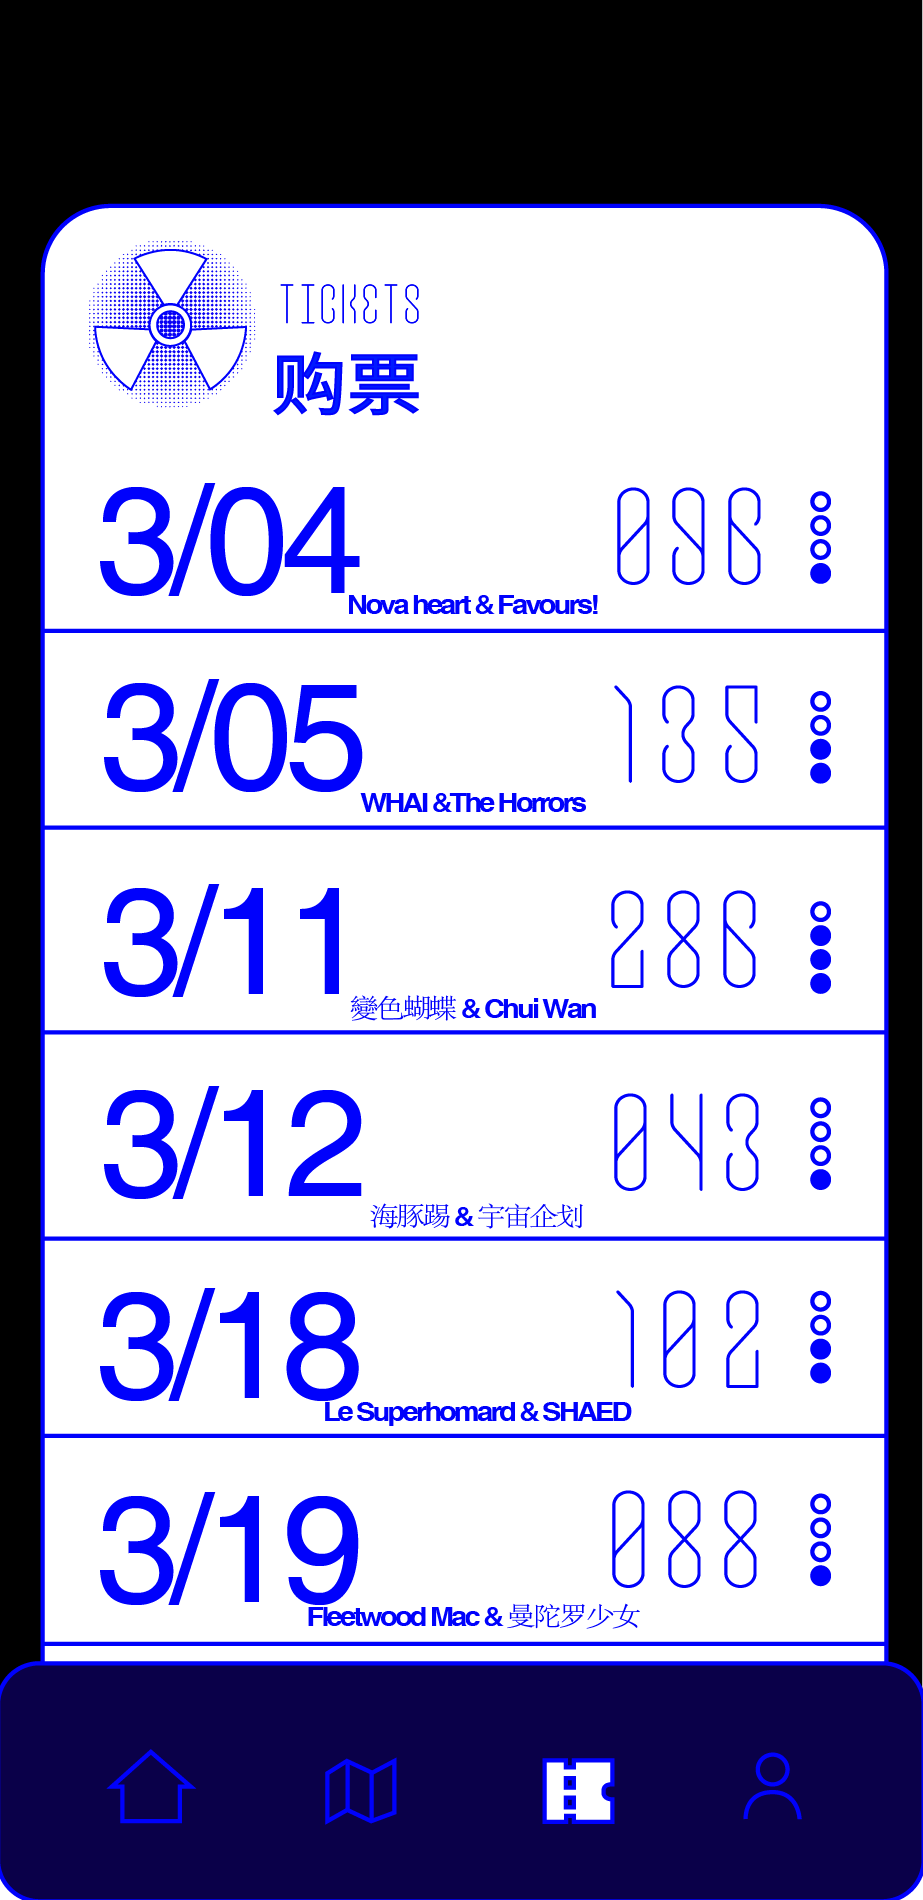 TICKETS
购票
3/04
096
Nova heart & Favours!
3/05
135
WHAI &The Horrors
3/11
286
變色蝴蝶 & Chui Wan
3/12
043
海豚踢 & 宇宙企划
3/18
102
Le Superhomard & SHAED
3/19
088
Fleetwood Mac & 曼陀罗少女